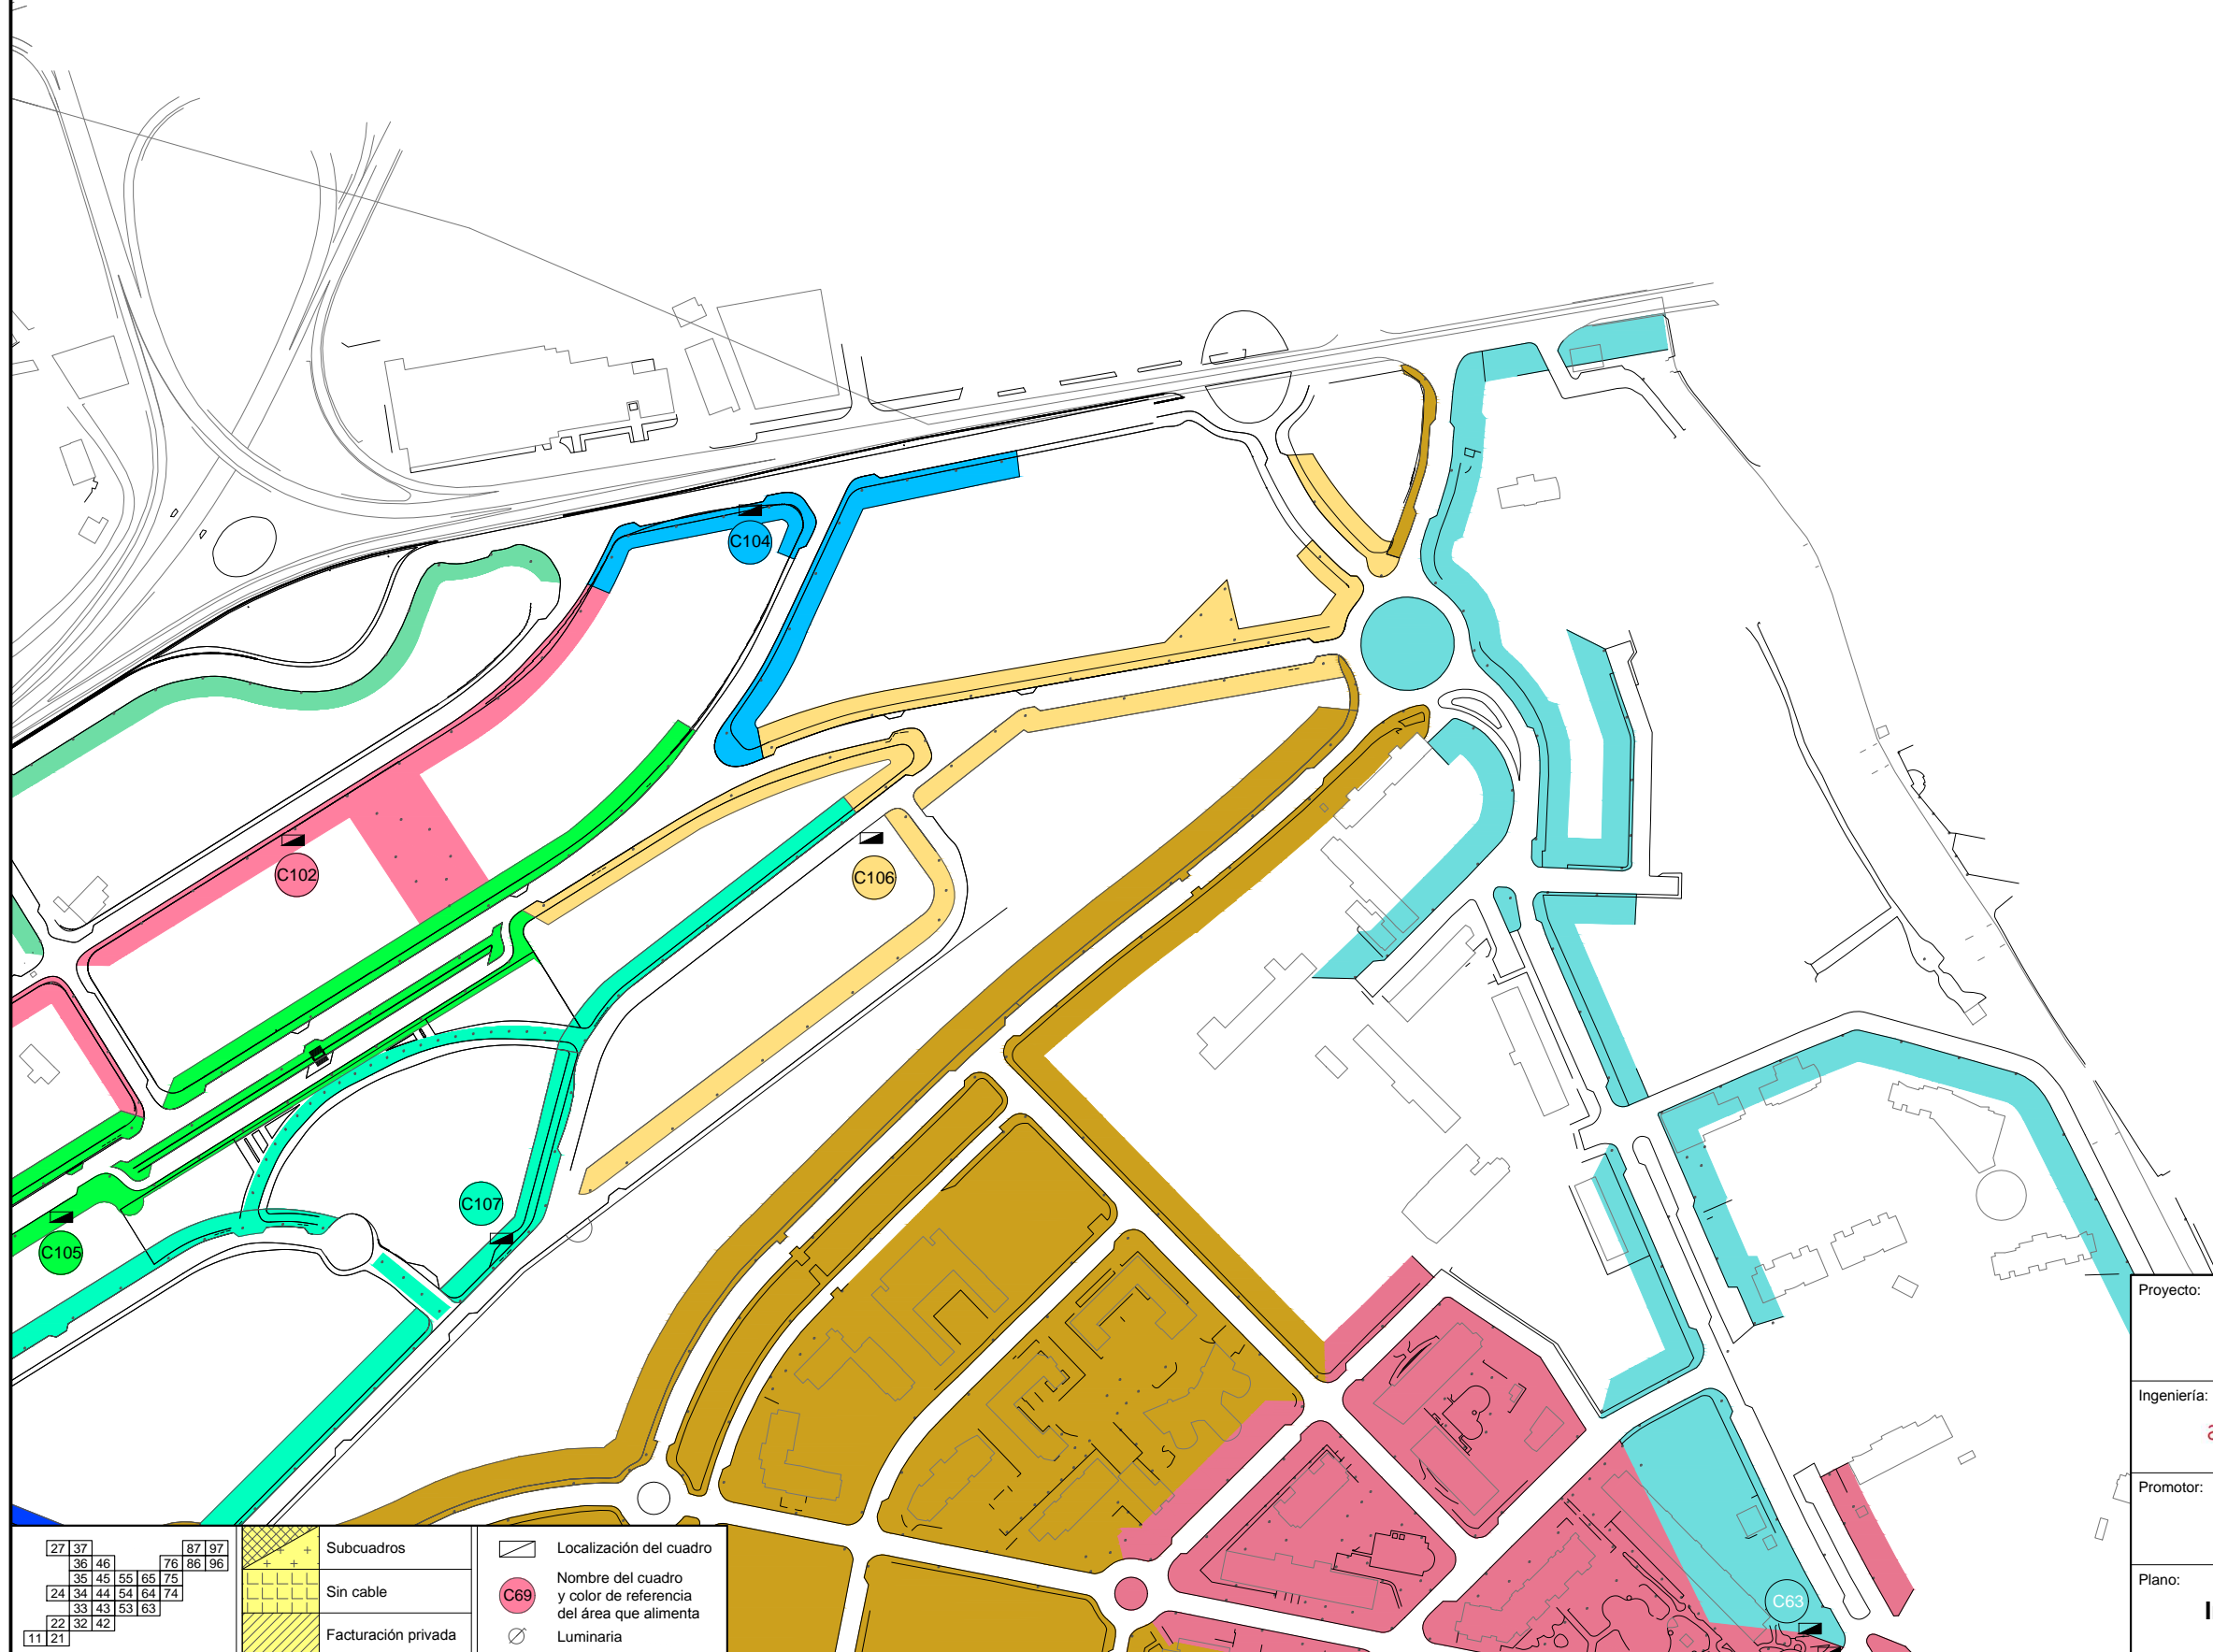 C104
C102
C106
C107
C105
C63
27 37 87 97
36 46 76 86 96
35 45 55 65 75
24 34 44 54 64 74
33 43 53 63
22 32 42
11 21
Subcuadros
Sin cable
Facturación privada
Localización del cuadro
C69
Nombre del cuadro
y color de referencia
del área que alimenta
Luminaria
Proyecto:
Ingeniería:
Promotor:
Plano: